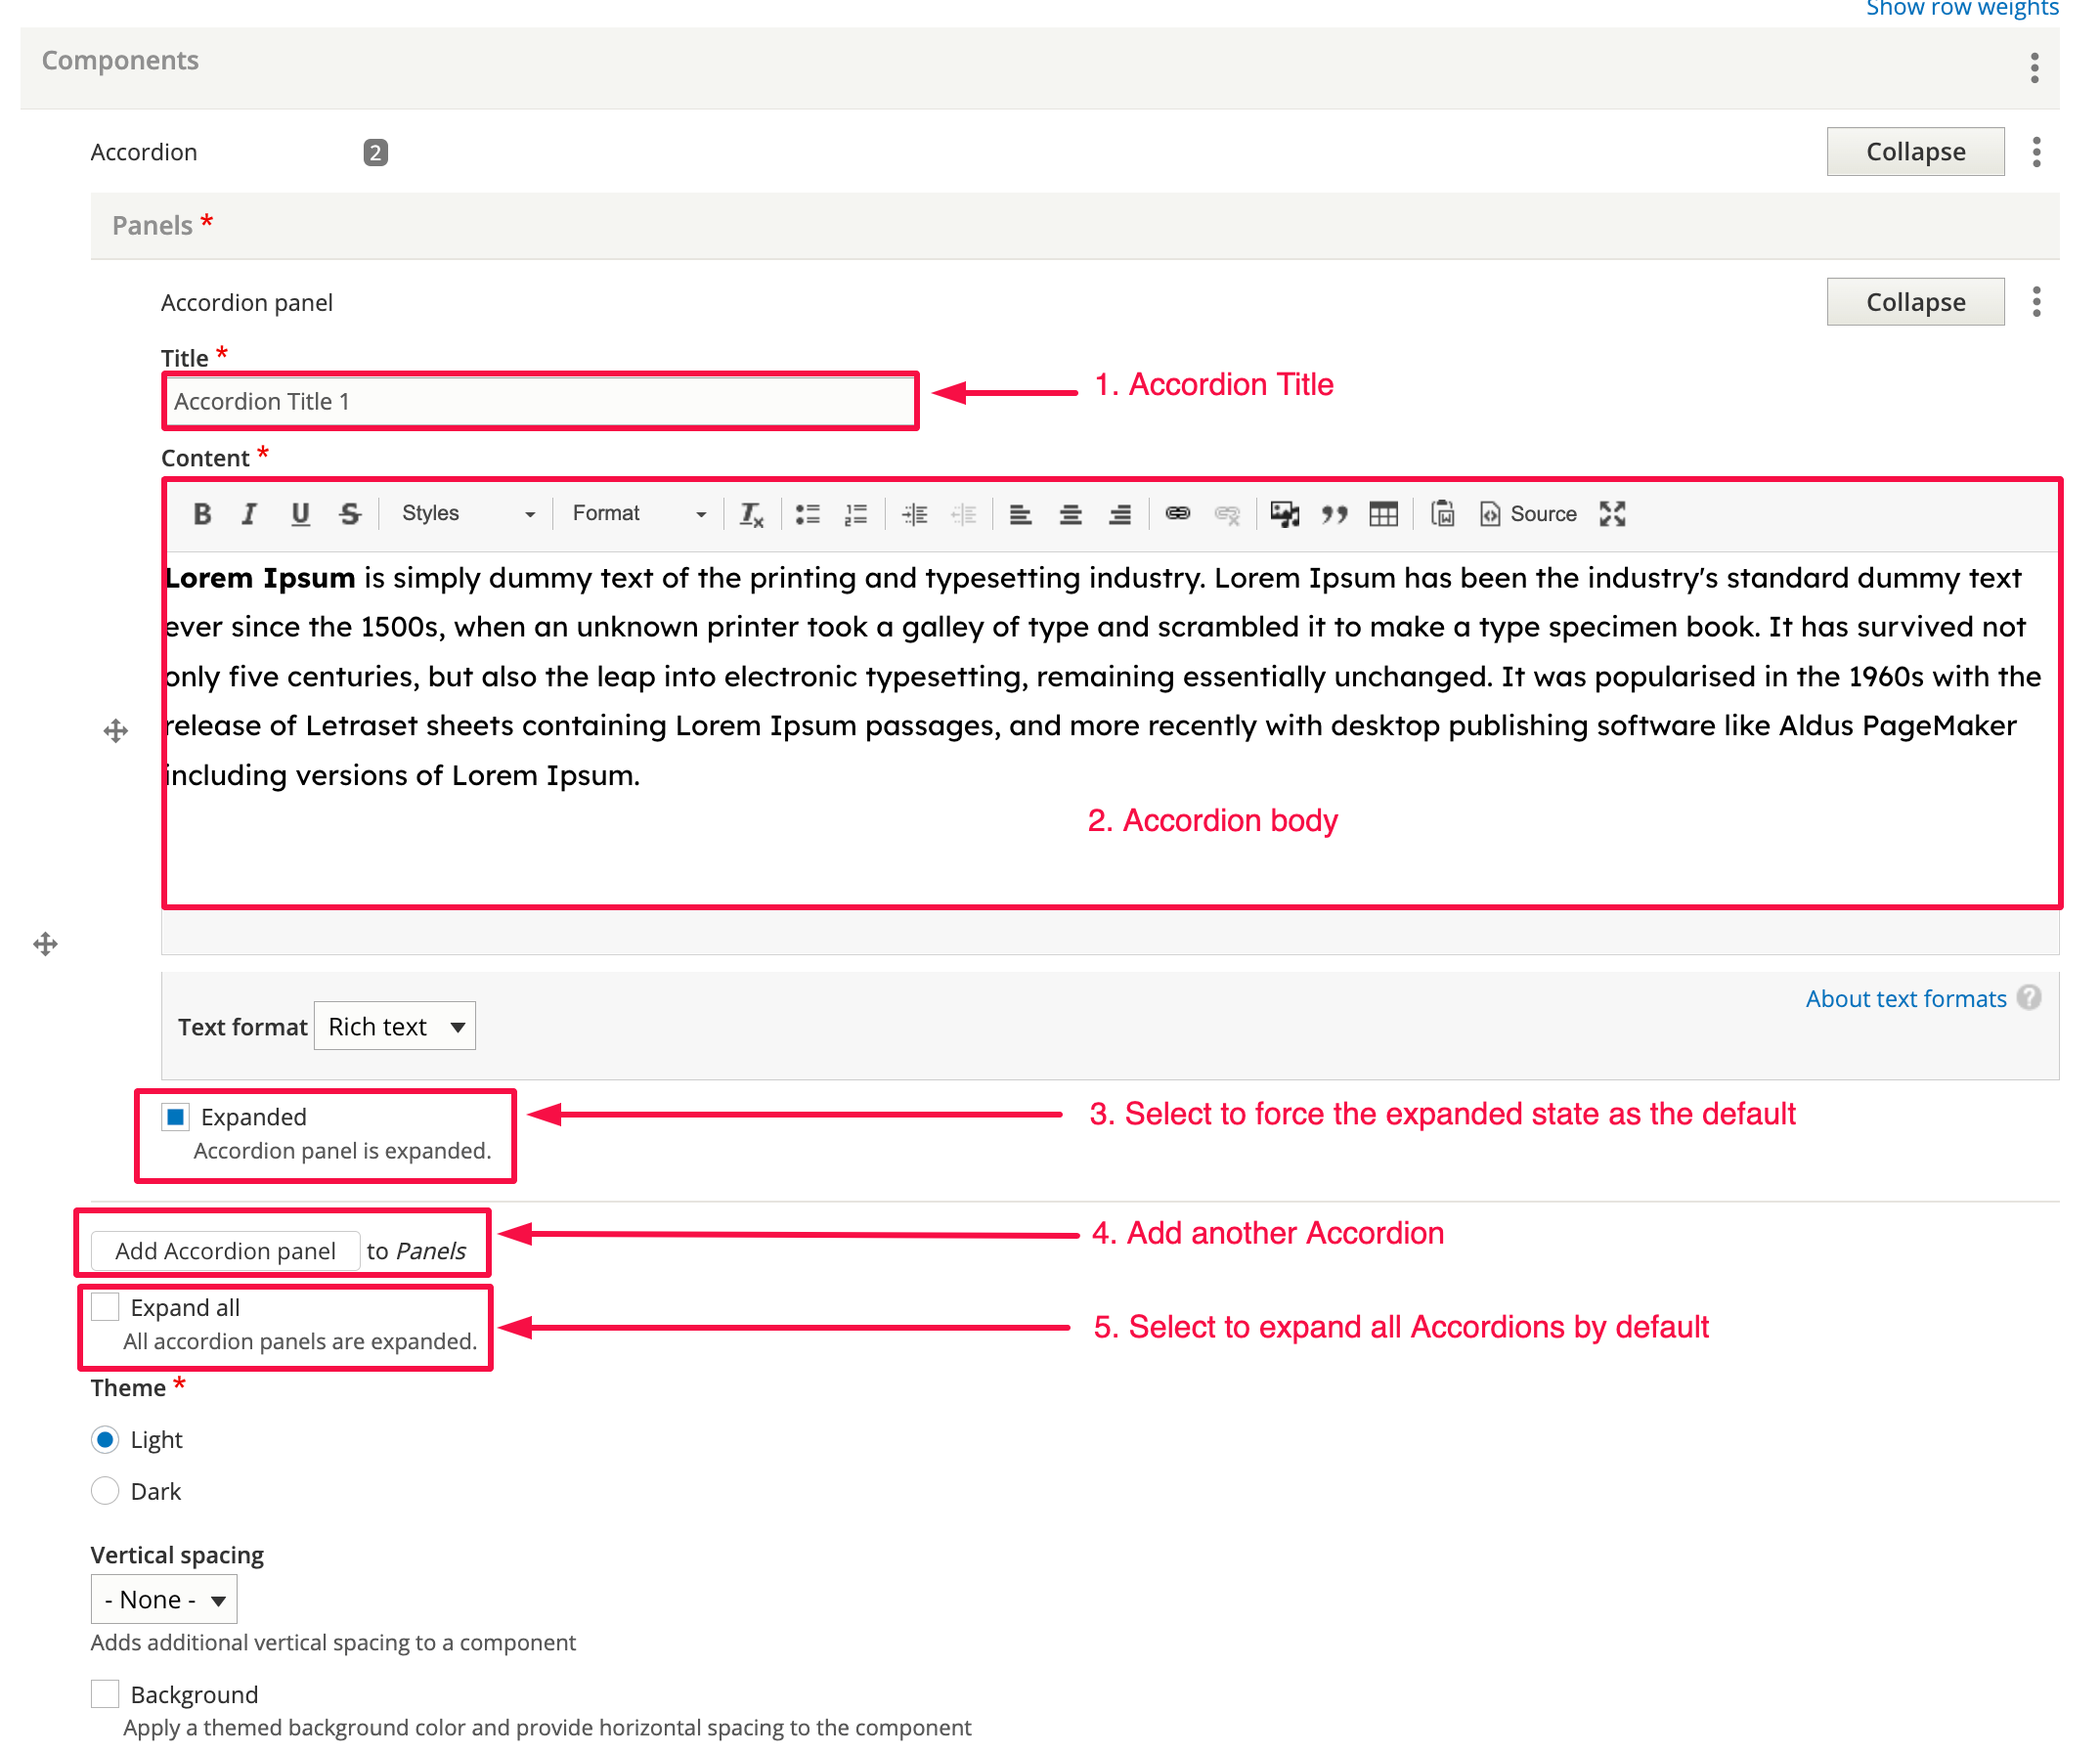 Show row weights
Components
Accordion 2 Collapse
Panels *
Accordion panel Collapse
Title *
Accordion Title 1
1. Accordion Title
Content *
B I U S Styles Format Source
Lorem Ipsum is simply dummy text of the printing and typesetting industry. Lorem Ipsum has been the industry's standard dummy text
ever since the 1500s, when an unknown printer took a galley of type and scrambled it to make a type specimen book. It has survived not
only five centuries, but also the leap into electronic typesetting, remaining essentially unchanged. It was popularised in the 1960s with the
release of Letraset sheets containing Lorem Ipsum passages, and more recently with desktop publishing software like Aldus PageMaker
including versions of Lorem Ipsum.
2. Accordion body
About text formats ?
Text format Rich text
Expanded
3. Select to force the expanded state as the default
Accordion panel is expanded.
4. Add another Accordion
Add Accordion panel to Panels
Expand all
5. Select to expand all Accordions by default
All accordion panels are expanded.
Theme *
Light
Dark
Vertical spacing
- None -
Adds additional vertical spacing to a component
Background
Apply a themed background color and provide horizontal spacing to the component